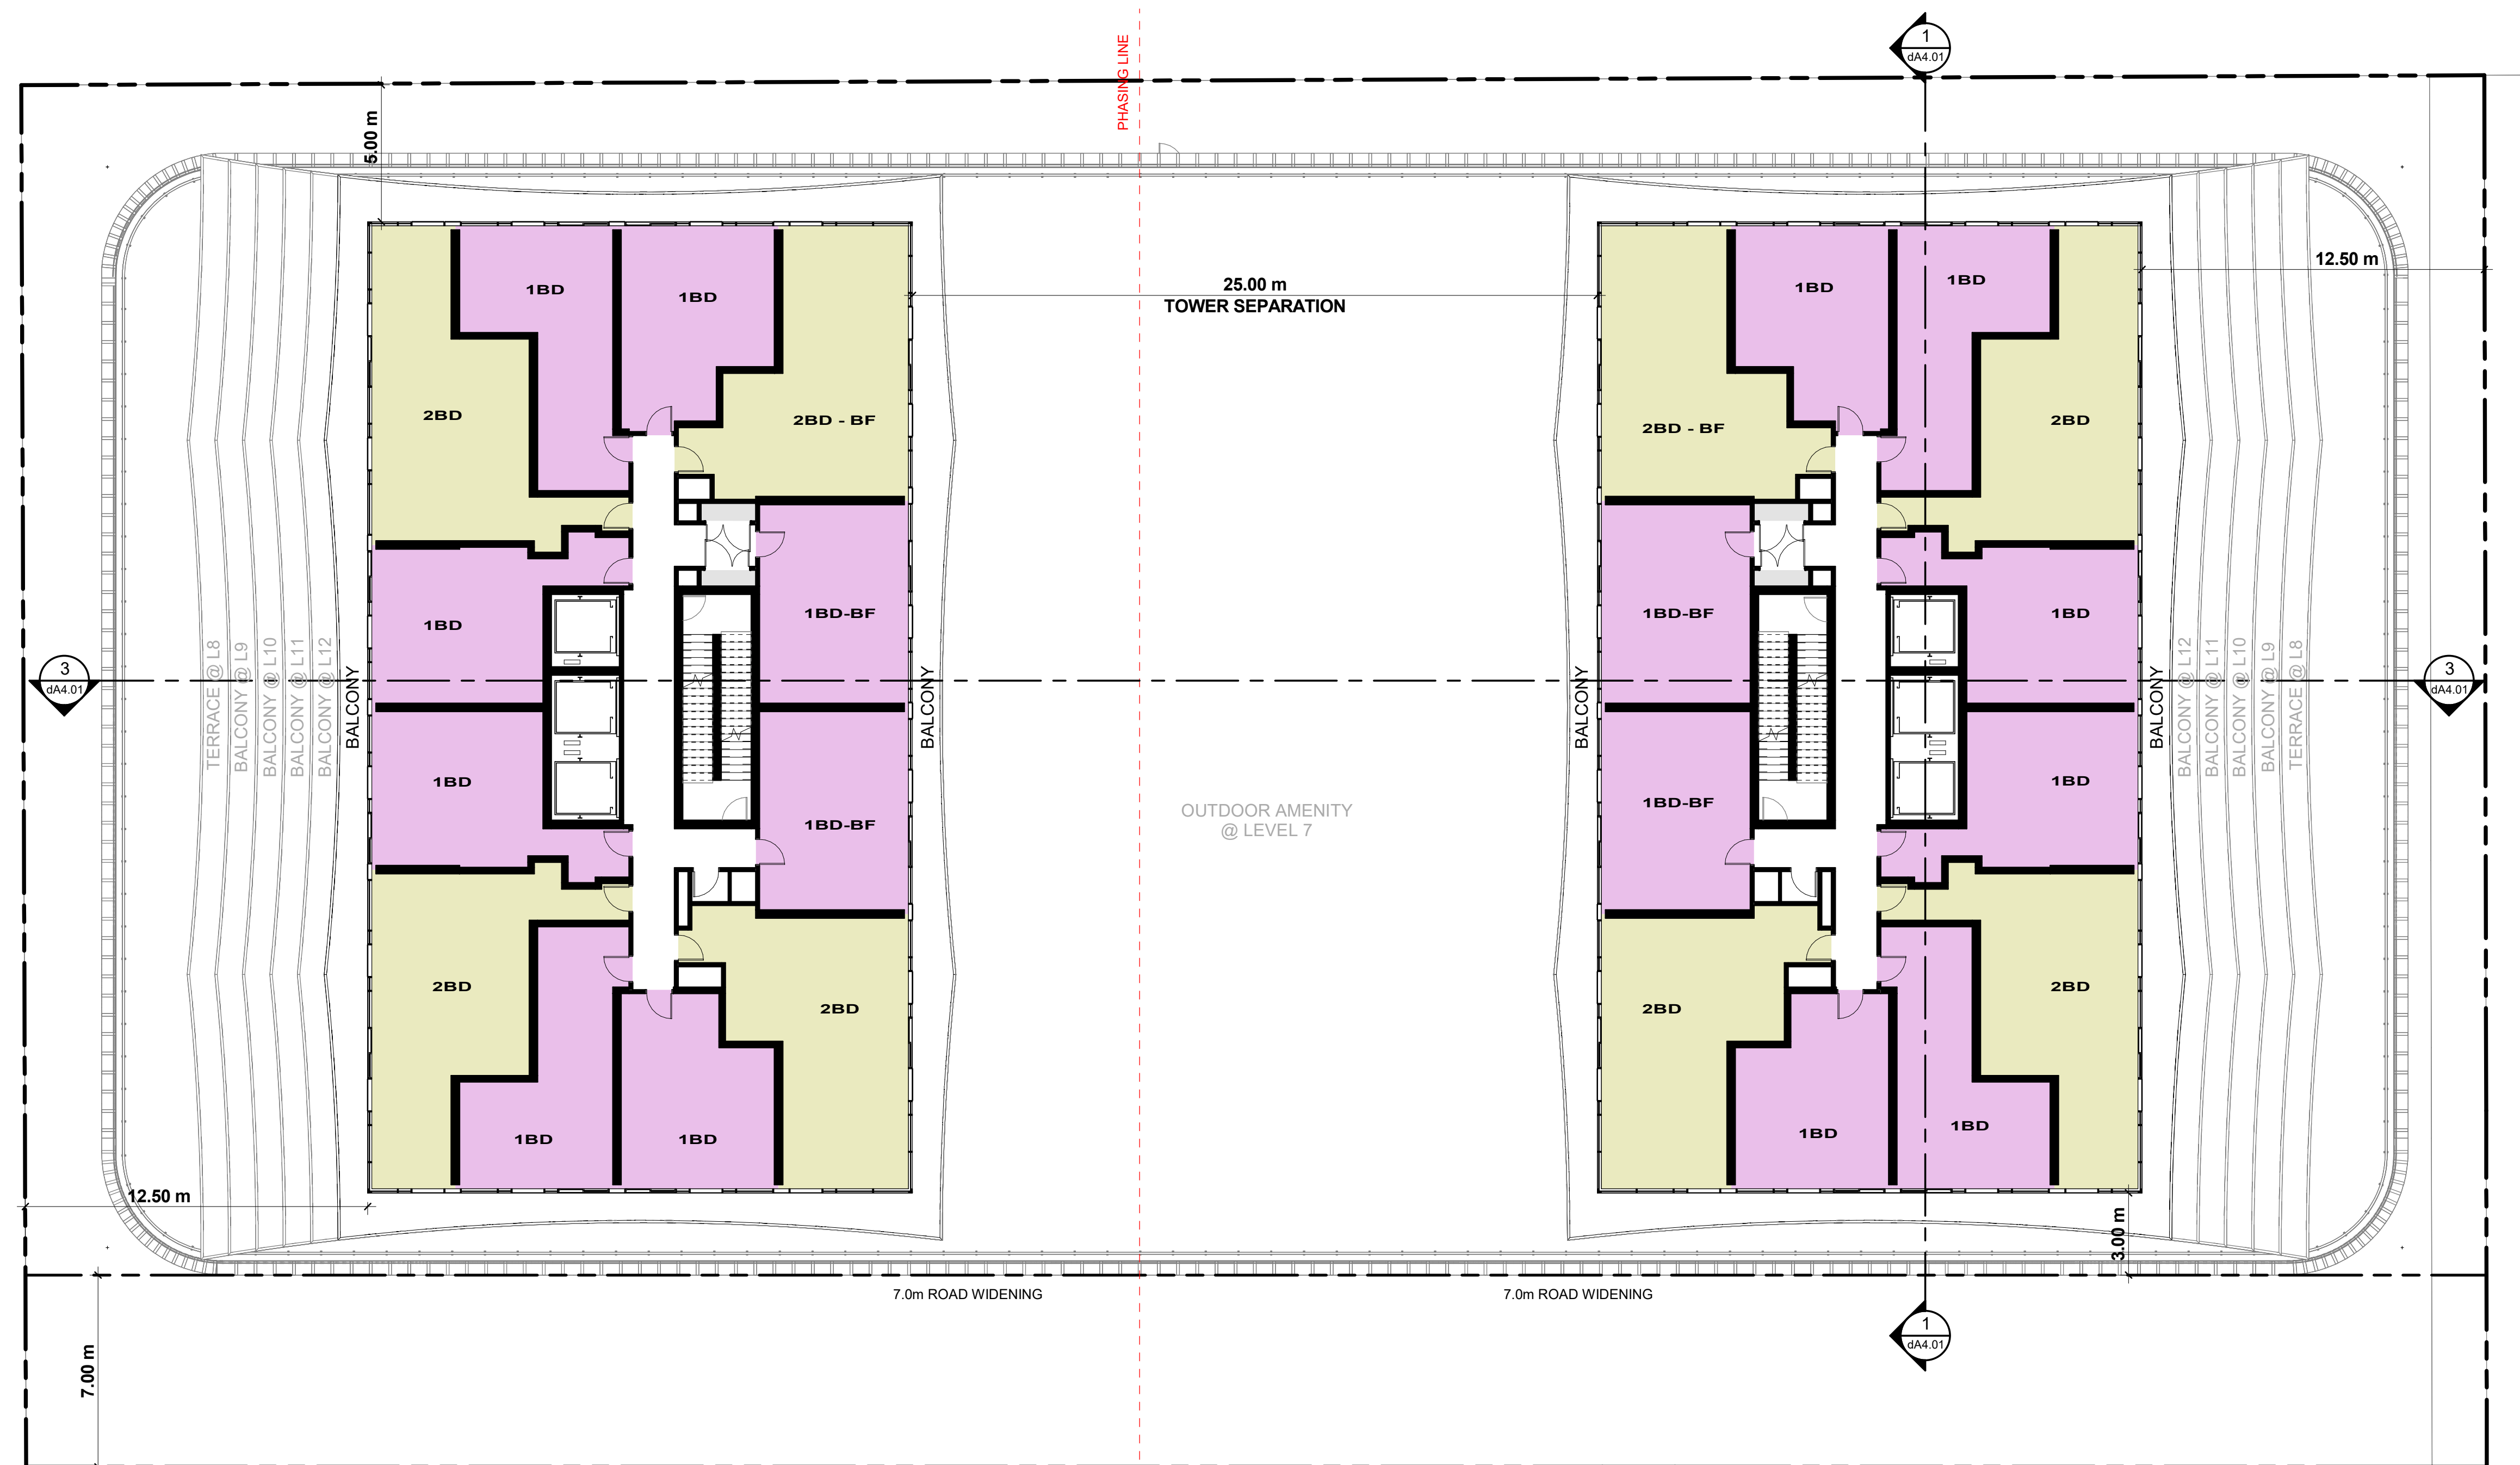 1
dA4.01
PHASING LINE
5.00 m
12.50 m
25.00 m
TOWER SEPARATION
1BD
1BD
1BD
1BD
2BD
2BD - BF
2BD - BF
2BD
1BD
1BD-BF
1BD-BF
1BD
3
dA4.01
TERRACE @ L8
BALCONY @ L9
BALCONY @ L10
BALCONY @ L11
BALCONY @ L12
BALCONY
BALCONY
BALCONY
BALCONY
BALCONY @ L12
BALCONY @ L11
BALCONY @ L10
BALCONY @ L9
TERRACE @ L8
3
dA4.01
1BD
1BD-BF
OUTDOOR AMENITY
@ LEVEL 7
1BD-BF
1BD
2BD
2BD
2BD
2BD
1BD
1BD
1BD
1BD
12.50 m
3.00 m
7.0m ROAD WIDENING
7.0m ROAD WIDENING
1
dA4.01
7.00 m